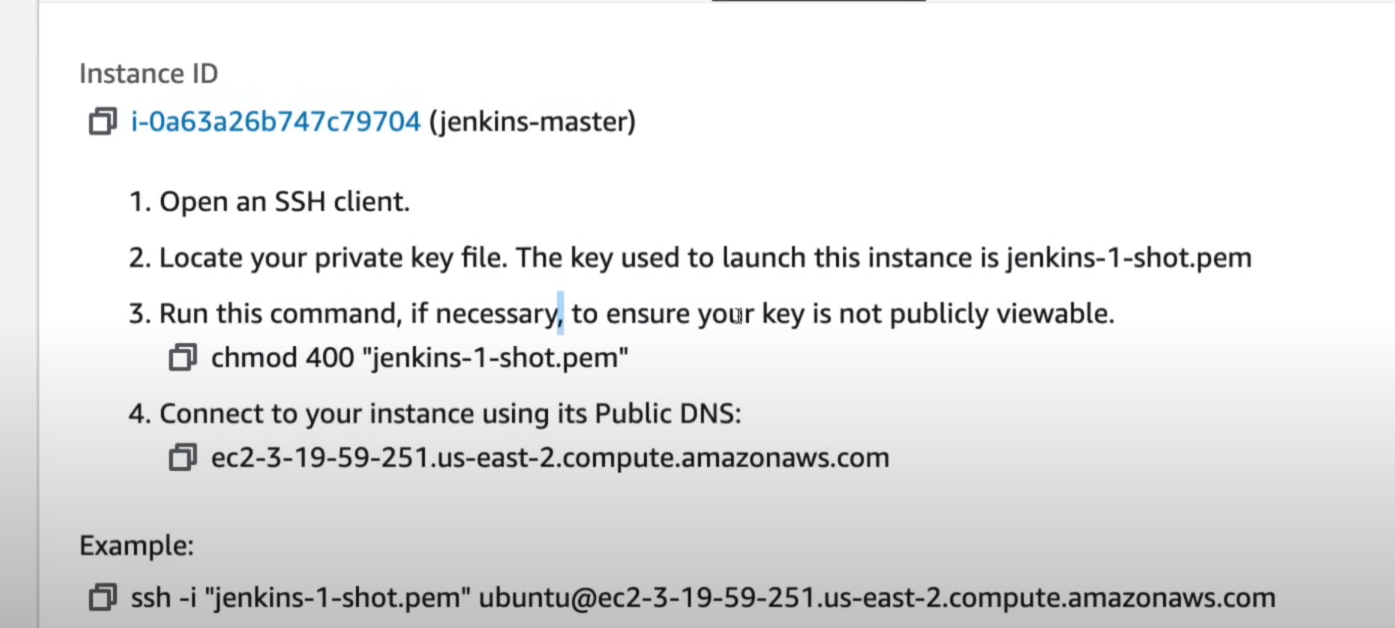 Instance ID
i-0a63a26b747c79704 (jenkins-master)
1. Open an SSH client.
2. Locate your private key file. The key used to launch this instance is jenkins-1-shot.pem
3. Run this command, if necessary, to ensure your key is not publicly viewable.
chmod 400 "jenkins-1-shot.pem"
4. Connect to your instance using its Public DNS:
ec2-3-19-59-251.us-east-2.compute.amazonaws.com
Example:
ssh -i "jenkins-1-shot.pem" ubuntu@ec2-3-19-59-251.us-east-2.compute.amazonaws.com